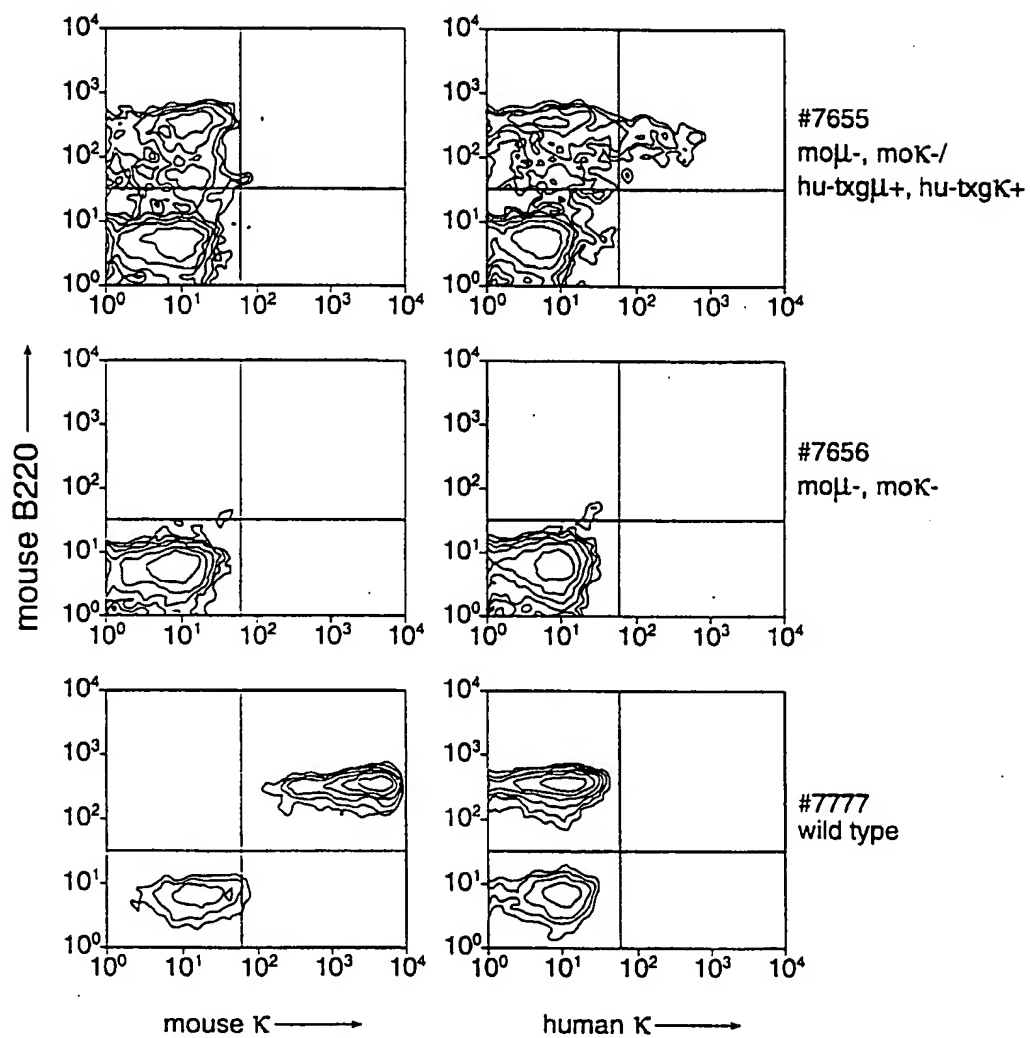 10⁴
10³
10²
10¹
10⁰
10⁰ 10¹ 10² 10³ 10⁴
10⁴
10³
10²
10¹
10⁰
10⁰ 10¹ 10² 10³ 10⁴
#7655
moμ-, moκ-/
hu-txgμ+, hu-txgκ+
mouse B220
10⁴
10³
10²
10¹
10⁰
10⁰ 10¹ 10² 10³ 10⁴
10⁴
10³
10²
10¹
10⁰
10⁰ 10¹ 10² 10³ 10⁴
#7656
moμ-, moκ-
10⁴
10³
10²
10¹
10⁰
10⁰ 10¹ 10² 10³ 10⁴
10⁴
10³
10²
10¹
10⁰
10⁰ 10¹ 10² 10³ 10⁴
#7777
wild type
mouse κ
human κ